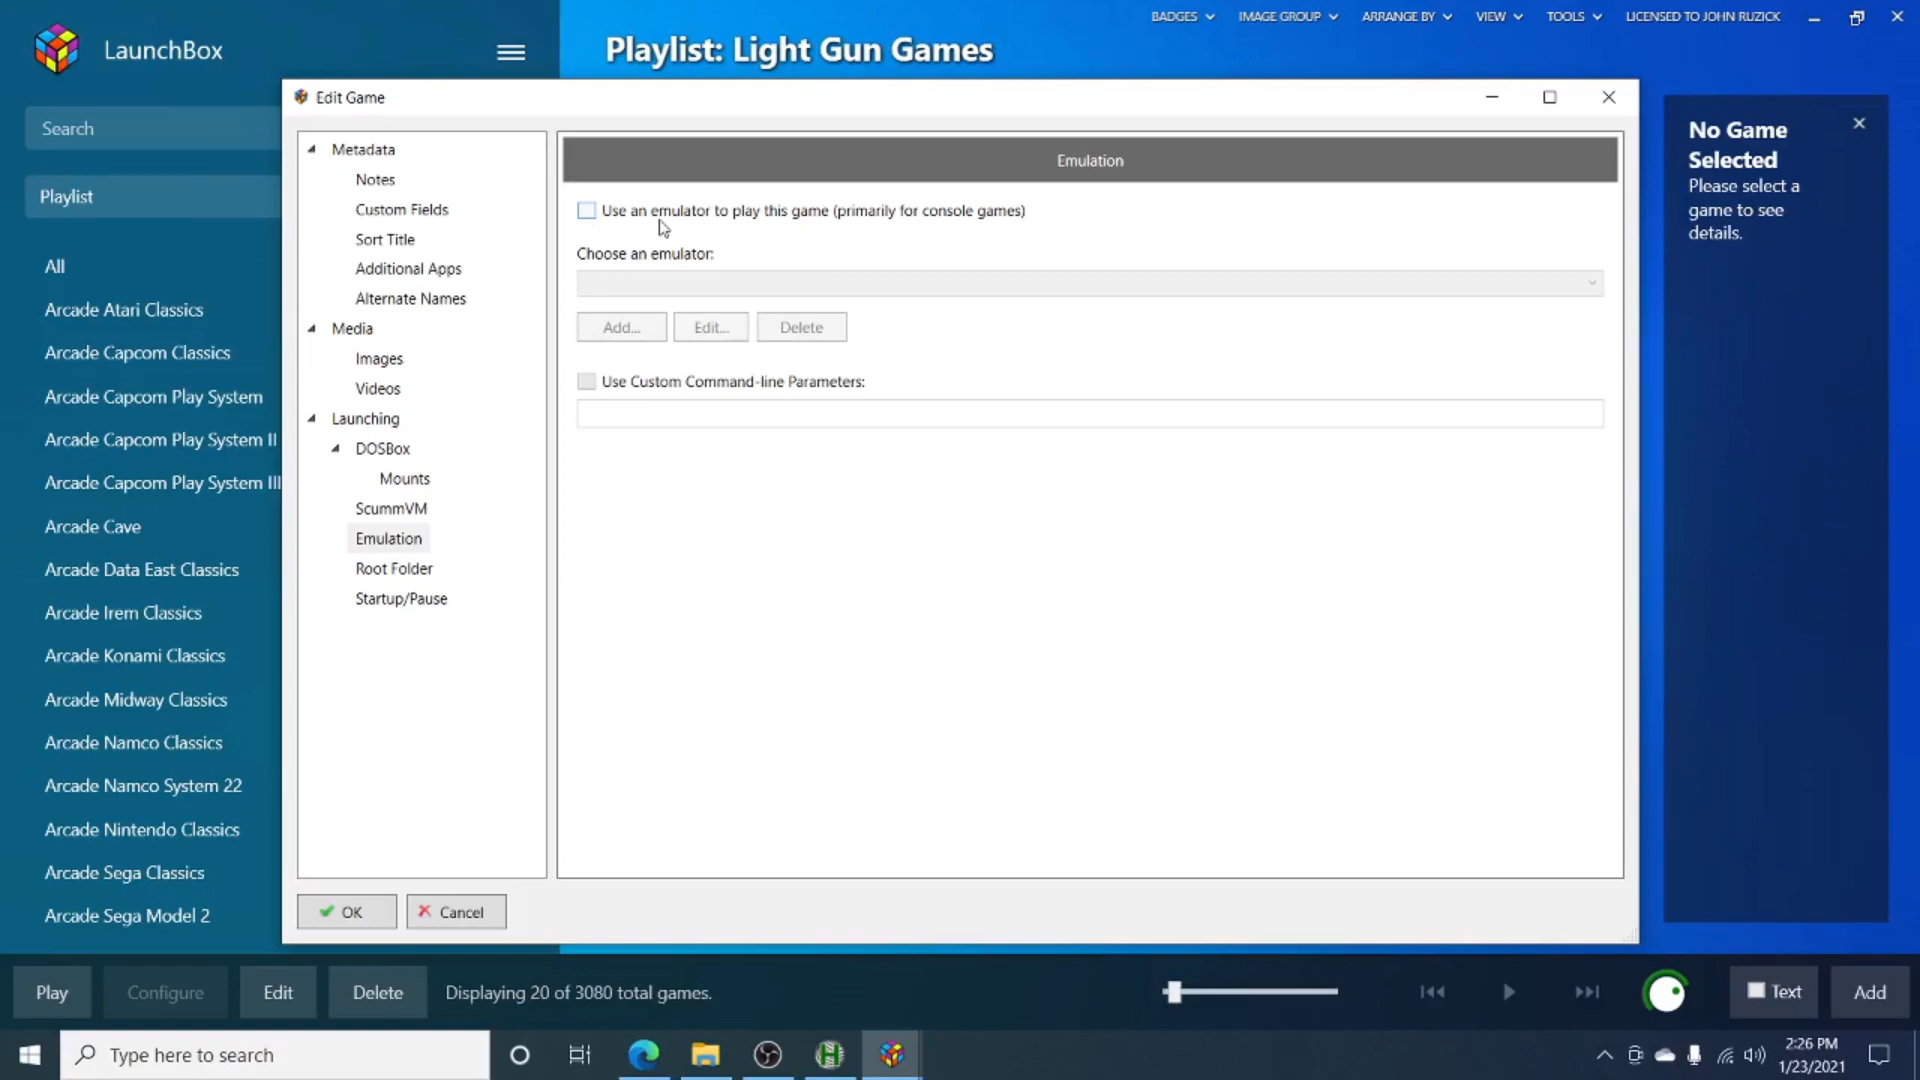 BADGES
IMAGE GROUP
ARRANGE BY
VIEW
TOOLS
LICENSED TO JOHN RUZICK
LaunchBox
Playlist: Light Gun Games
Search
Playlist
All
Arcade Atari Classics
Arcade Capcom Classics
Arcade Capcom Play System
Arcade Capcom Play System II
Arcade Capcom Play System III
Arcade Cave
Arcade Data East Classics
Arcade Irem Classics
Arcade Konami Classics
Arcade Midway Classics
Arcade Namco Classics
Arcade Namco System 22
Arcade Nintendo Classics
Arcade Sega Classics
Arcade Sega Model 2
Edit Game
Metadata
Notes
Custom Fields
Sort Title
Additional Apps
Alternate Names
Media
Images
Videos
Launching
DOSBox
Mounts
ScummVM
Emulation
Root Folder
Startup/Pause
Emulation
Use an emulator to play this game (primarily for console games)
Choose an emulator:
Add...
Edit...
Delete
Use Custom Command-line Parameters:
OK
Cancel
No Game
Selected
Please select a
game to see
details.
Play
Configure
Edit
Delete
Displaying 20 of 3080 total games.
Text
Add
Type here to search
2:26 PM
1/23/2021